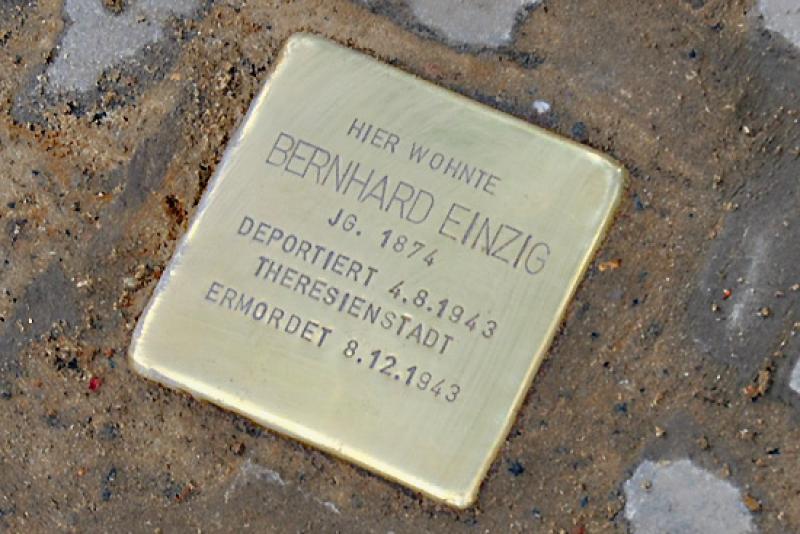 HIER WOHNTE
BERNHARD EINZIG
JG. 1874
DEPORTIERT 4.8.1943
THERESIENSTADT
ERMORDET 8.12.1943